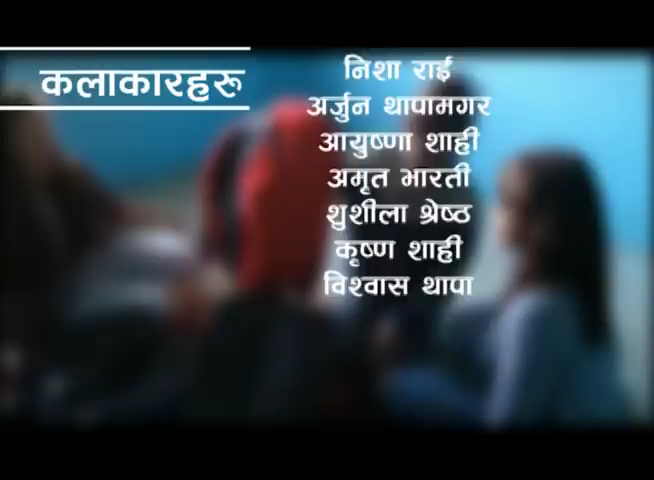 कलाकारहरू
निशा राई
अर्जुन थापामगर
आयुष्णा शाही
अमृत भारती
शुशीला श्रेष्ठ
कृष्ण शाही
विश्वास थापा